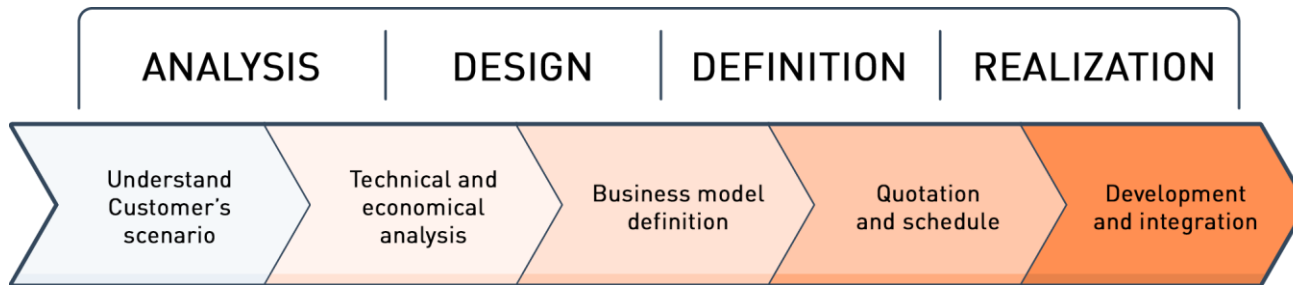 ANALYSIS
DESIGN
DEFINITION
REALIZATION
Understand
Customer's
scenario
Technical and
economical
analysis
Business model
definition
Quotation
and schedule
Development
and integration